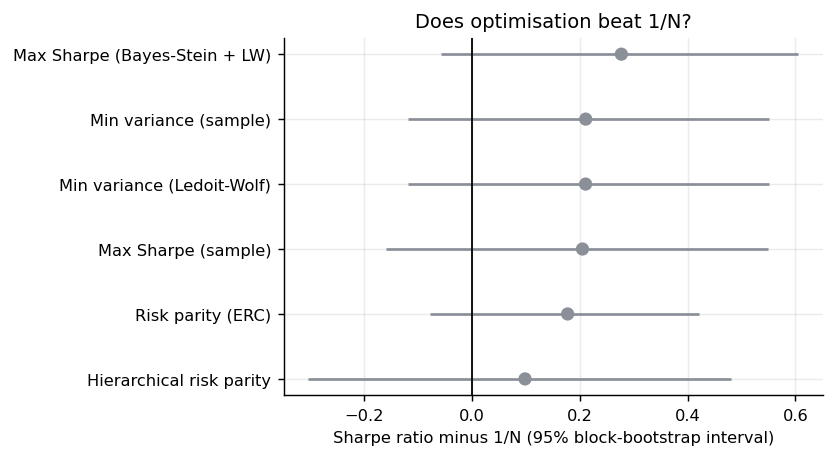 Does optimisation beat 1/N?
Max Sharpe (Bayes-Stein + LW)
Min variance (sample)
Min variance (Ledoit-Wolf)
Max Sharpe (sample)
Risk parity (ERC)
Hierarchical risk parity
−0.2 0.0 0.2 0.4 0.6
Sharpe ratio minus 1/N (95% block-bootstrap interval)